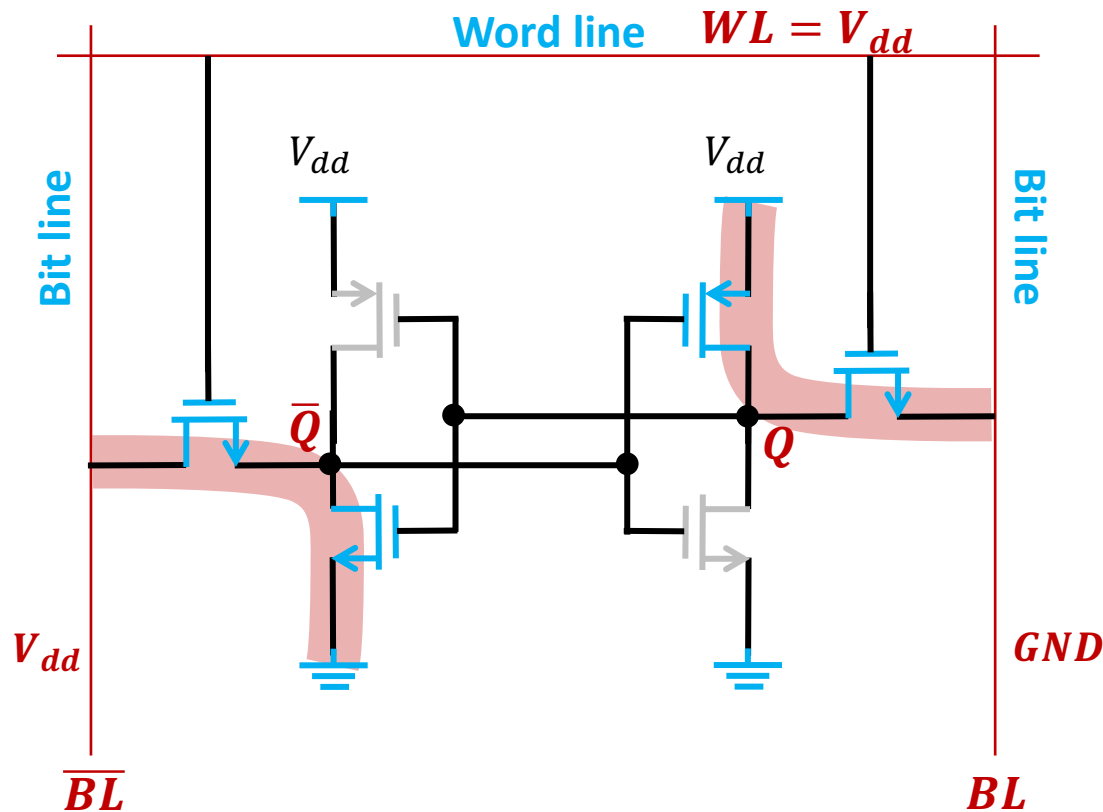 Word line
WL = V_dd
V_dd
V_dd
Bit line
Bit line
Q̅
Q
V_dd
GND
B̅L̅
BL